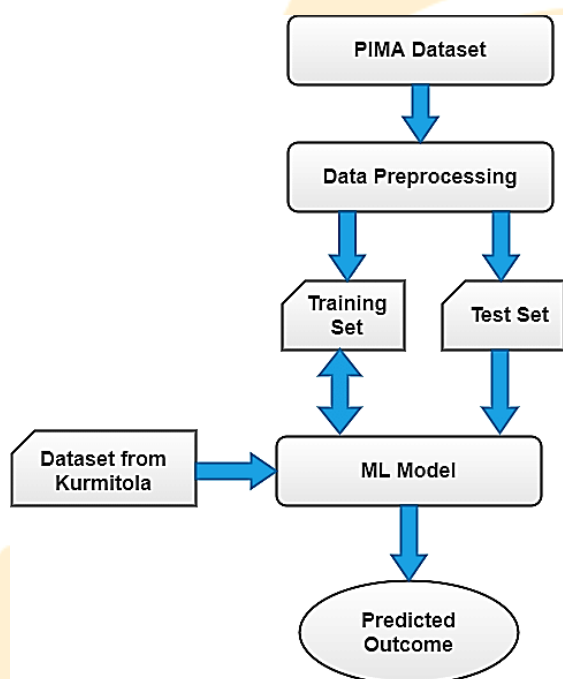 PIMA Dataset
Data Preprocessing
Training
Set
Test Set
Dataset from
Kurmitola
ML Model
Predicted
Outcome